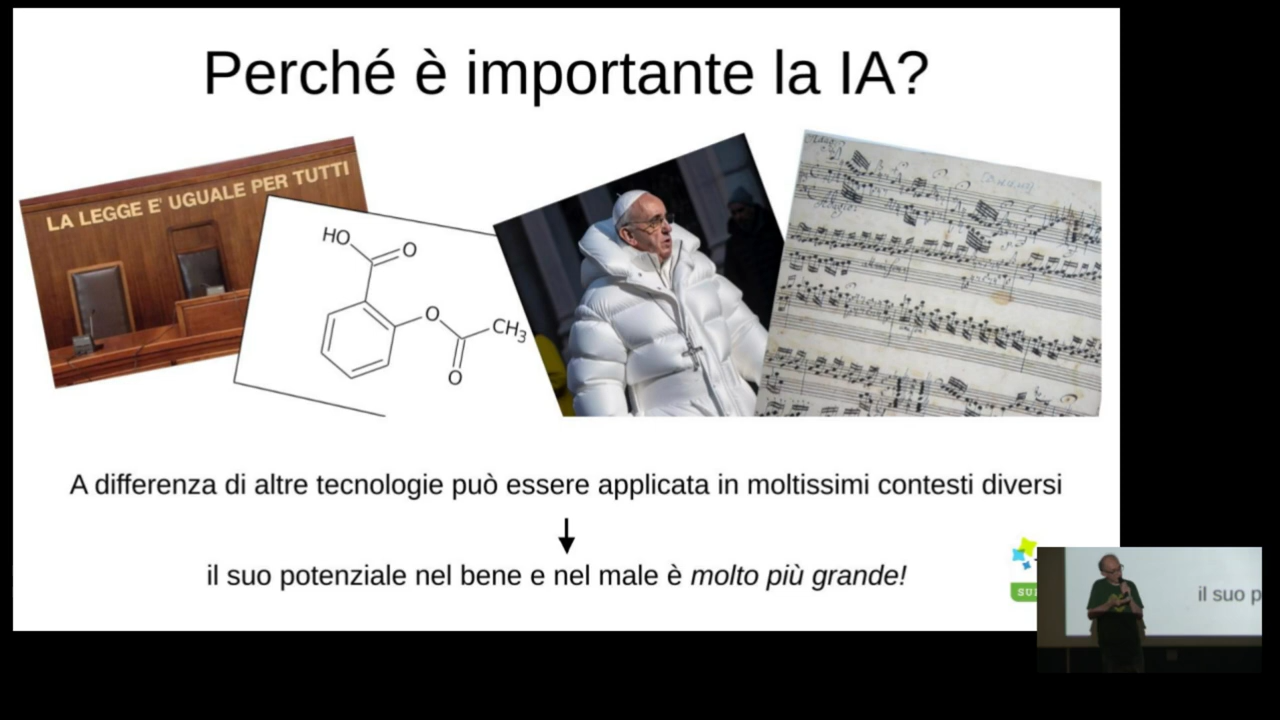 Perché è importante la IA?
LA LEGGE E' UGUALE PER TUTTI
HO
O
O
CH3
O
A differenza di altre tecnologie può essere applicata in moltissimi contesti diversi
il suo potenziale nel bene e nel male è molto più grande!
SU
il suo p